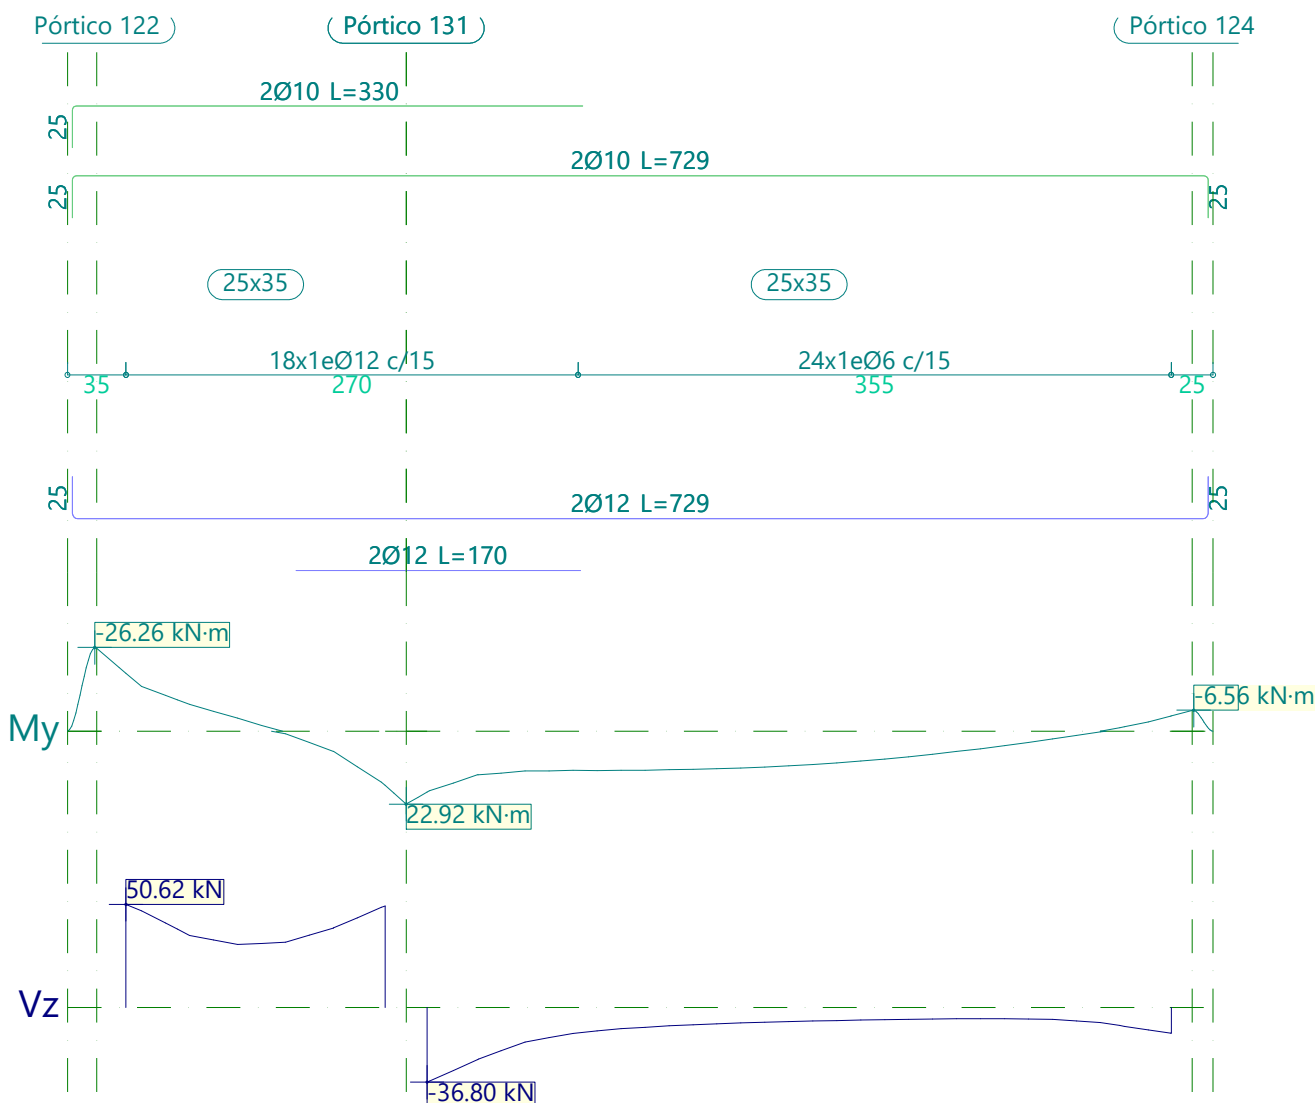 Pórtico 122
Pórtico 131
Pórtico 124
2Ø10 L=330
25
2Ø10 L=729
25
25
25x35
25x35
18x1eØ12 c/15
24x1eØ6 c/15
35
270
355
25
25
2Ø12 L=729
25
2Ø12 L=170
-26.26 kN·m
-6.56 kN·m
My
22.92 kN·m
50.62 kN
Vz
-36.80 kN